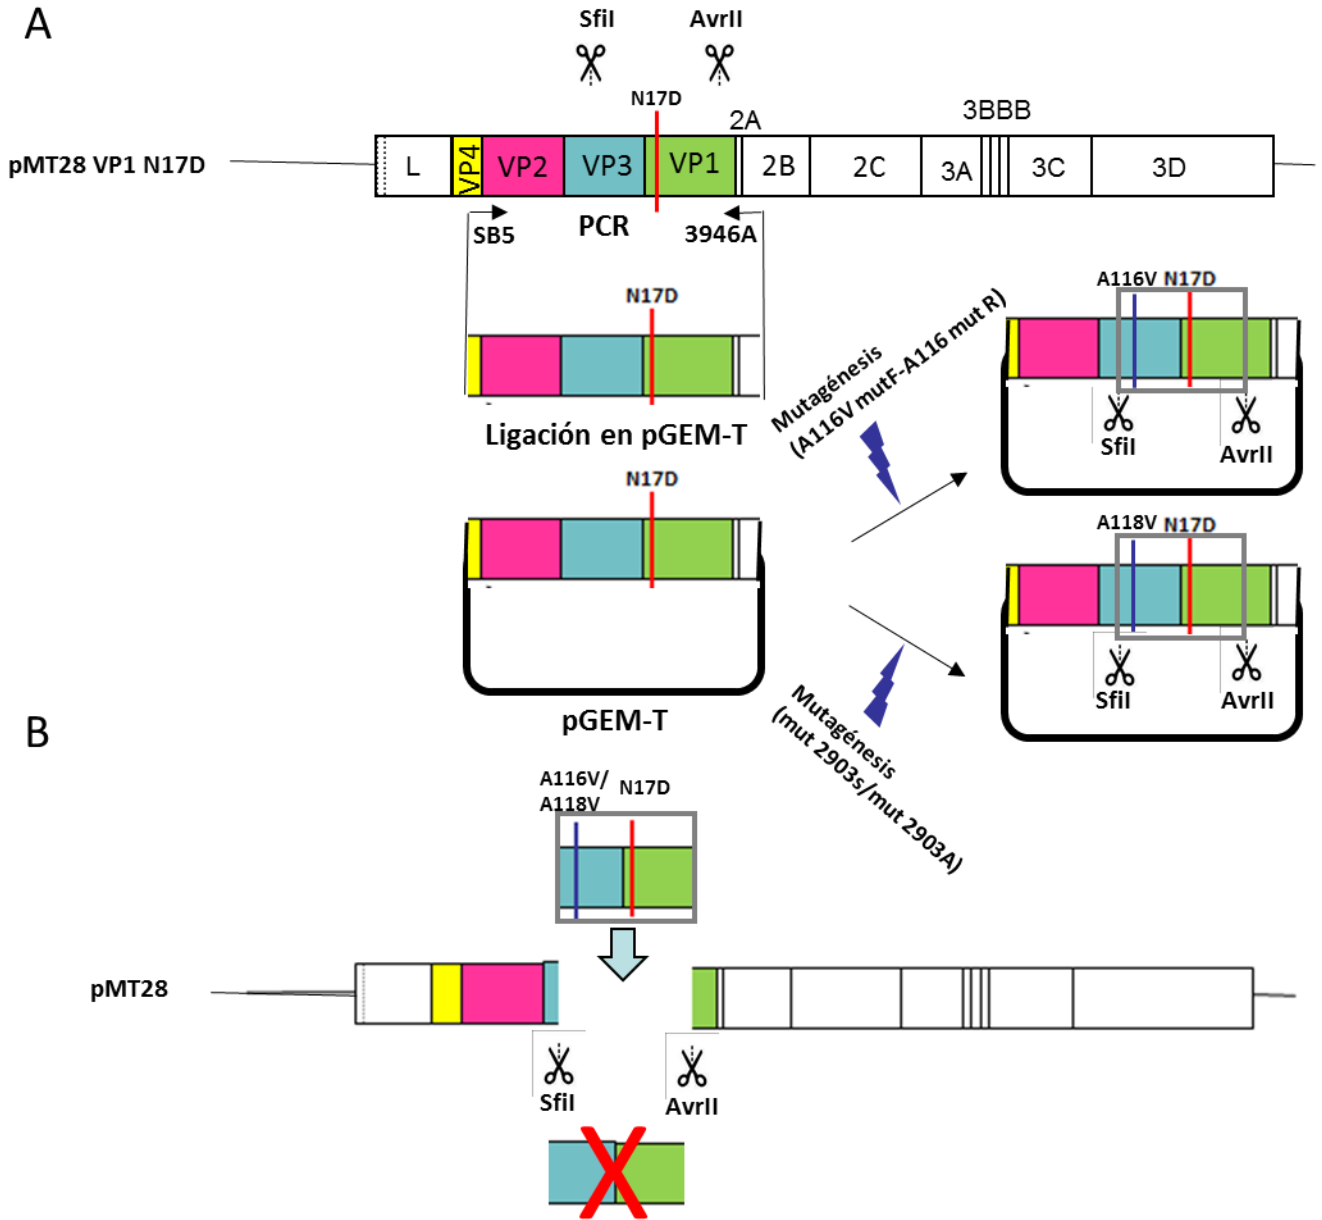 A
SfiI AvrII
N17D
2A
3BBB
pMT28 VP1 N17D
L VP4 VP2 VP3 VP1 2B 2C 3A 3C 3D
SB5 PCR 3946A
N17D
Ligación en pGEM-T
N17D
pGEM-T
Mutagénesis
(A116V mutF-A116 mut R)
A116V N17D
SfiI AvrII
Mutagénesis
(mut 2903s/mut 2903A)
A118V N17D
SfiI AvrII
B
A116V/
A118V N17D
pMT28
SfiI AvrII